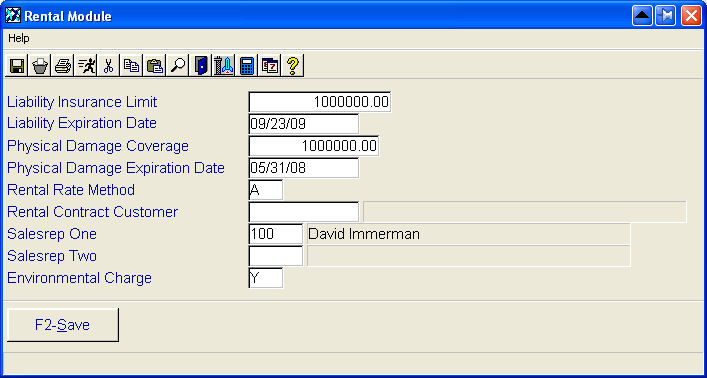 Rental Module
Help
Liability Insurance Limit 1000000.00
Liability Expiration Date 09/23/09
Physical Damage Coverage 1000000.00
Physical Damage Expiration Date 05/31/08
Rental Rate Method A
Rental Contract Customer
Salesrep One 100 David Immerman
Salesrep Two
Environmental Charge Y
F2-Save